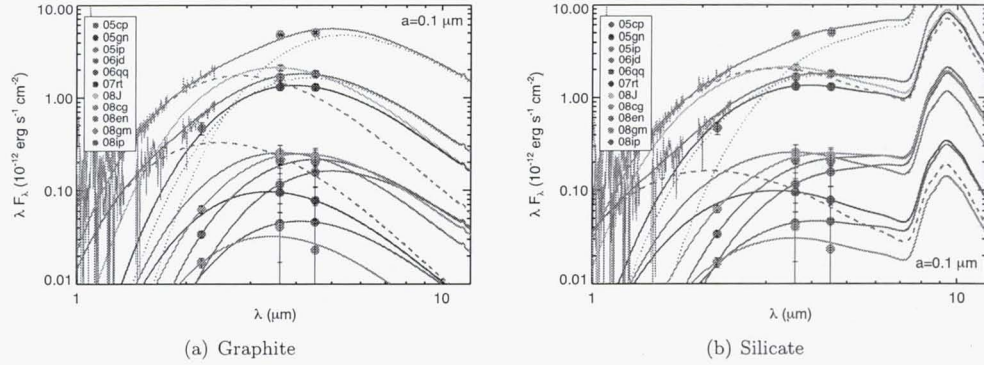 a=0.1 μm
05cp
05gn
05ip
06jd
06qq
07rt
08J
08cg
08en
08gm
08ip
10.00
1.00
0.10
0.01
λ Fλ (10⁻¹² erg s⁻¹ cm⁻²)
1
10
λ (μm)
(a) Graphite
05cp
05gn
05ip
06jd
06qq
07rt
08J
08cg
08en
08gm
08ip
10.00
1.00
0.10
0.01
λ Fλ (10⁻¹² erg s⁻¹ cm⁻²)
a=0.1 μm
1
10
λ (μm)
(b) Silicate